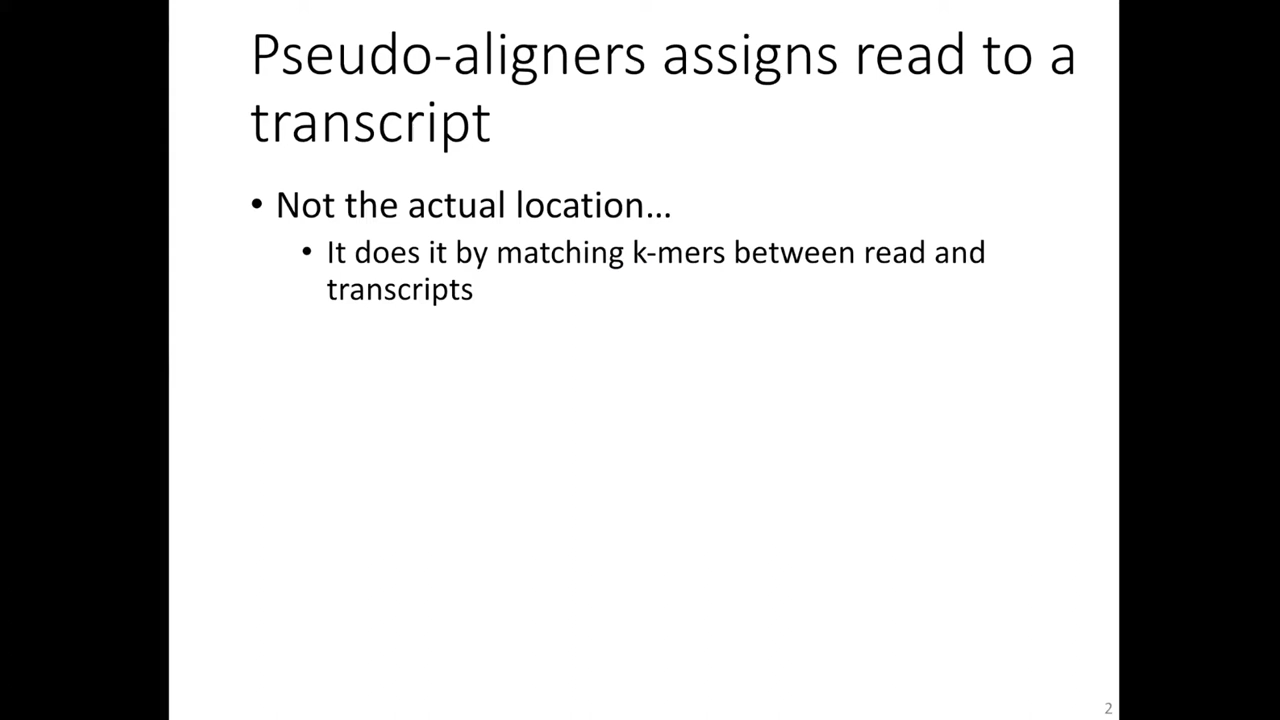 Pseudo-aligners assigns read to a
transcript
• Not the actual location…
• It does it by matching k-mers between read and
transcripts
2